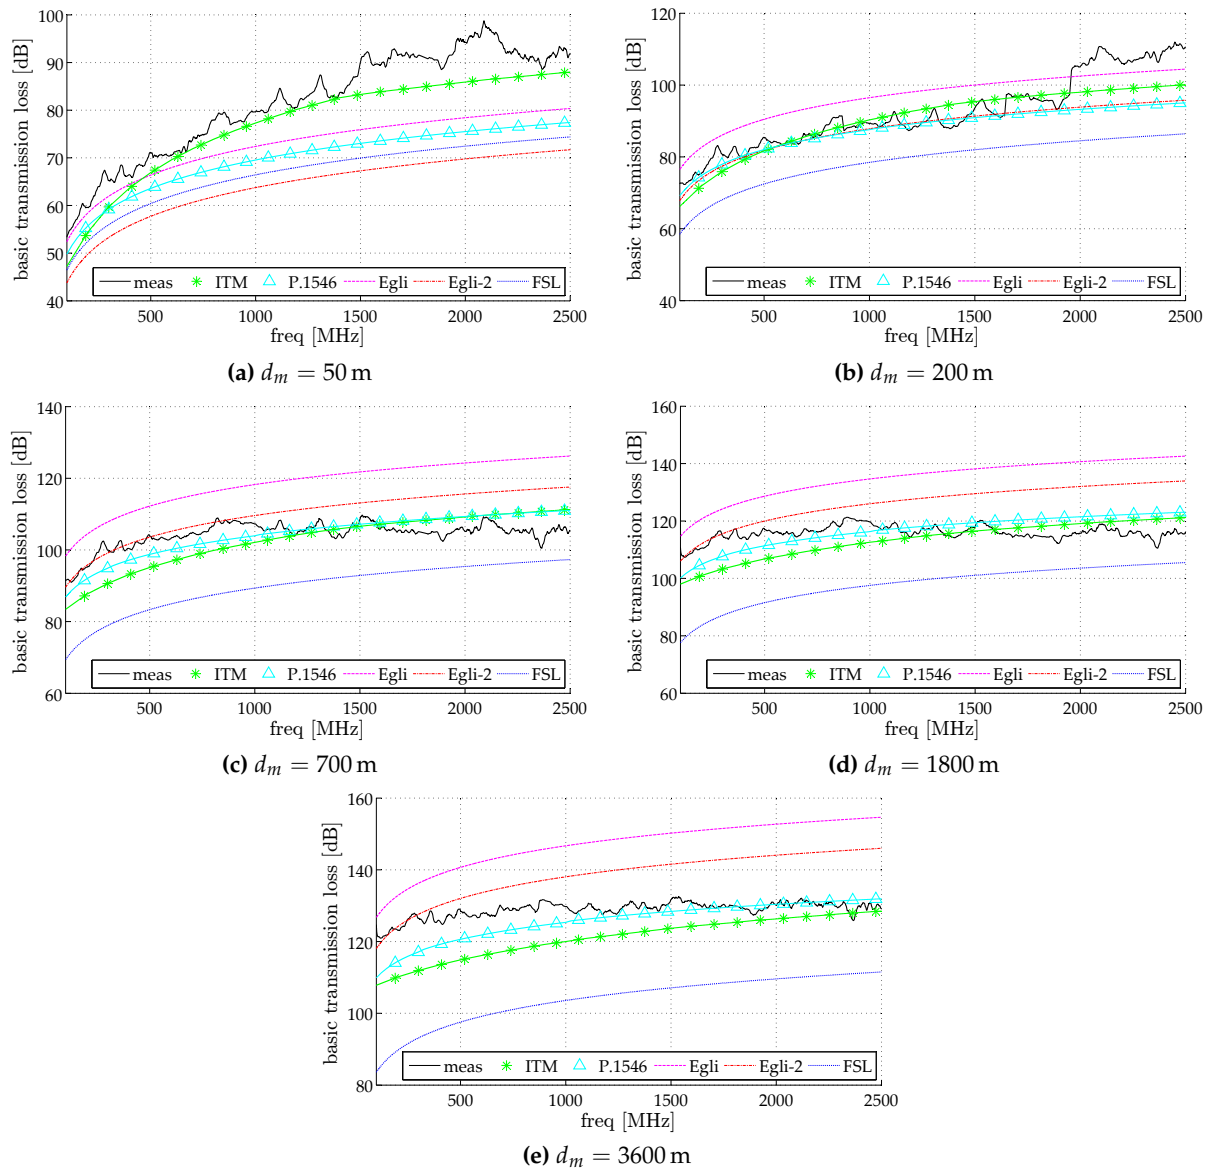 100
90
80
70
60
50
40
basic transmission loss [dB]
500 1000 1500 2000 2500
freq [MHz]
meas ITM P.1546 Egli Egli-2 FSL
(a) d_m = 50 m
120
100
80
60
40
basic transmission loss [dB]
500 1000 1500 2000 2500
freq [MHz]
meas ITM P.1546 Egli Egli-2 FSL
(b) d_m = 200 m
140
120
100
80
60
basic transmission loss [dB]
500 1000 1500 2000 2500
freq [MHz]
meas ITM P.1546 Egli Egli-2 FSL
(c) d_m = 700 m
160
140
120
100
80
60
basic transmission loss [dB]
500 1000 1500 2000 2500
freq [MHz]
meas ITM P.1546 Egli Egli-2 FSL
(d) d_m = 1800 m
160
150
140
130
120
110
100
90
80
basic transmission loss [dB]
500 1000 1500 2000 2500
freq [MHz]
meas ITM P.1546 Egli Egli-2 FSL
(e) d_m = 3600 m